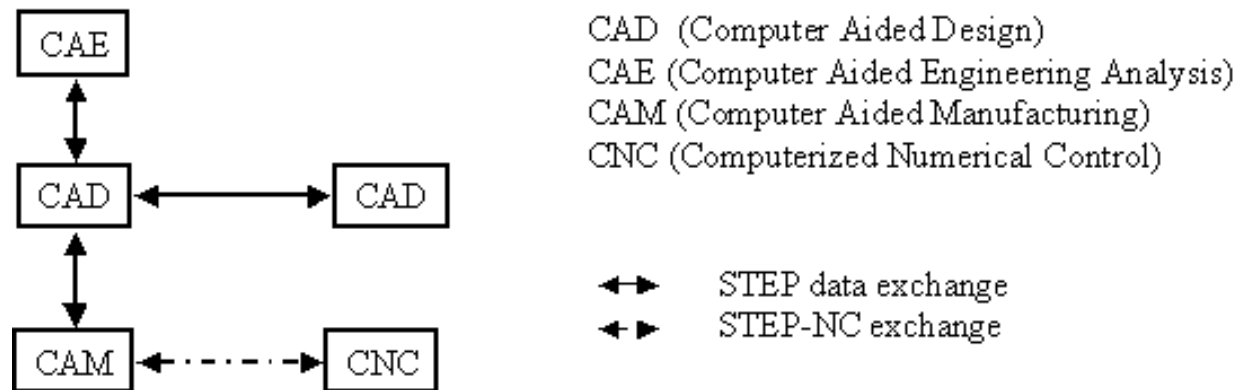 CAE
CAD (Computer Aided Design)
CAE (Computer Aided Engineering Analysis)
CAM (Computer Aided Manufacturing)
CNC (Computerized Numerical Control)
CAD
CAD
STEP data exchange
STEP-NC exchange
CAM
CNC